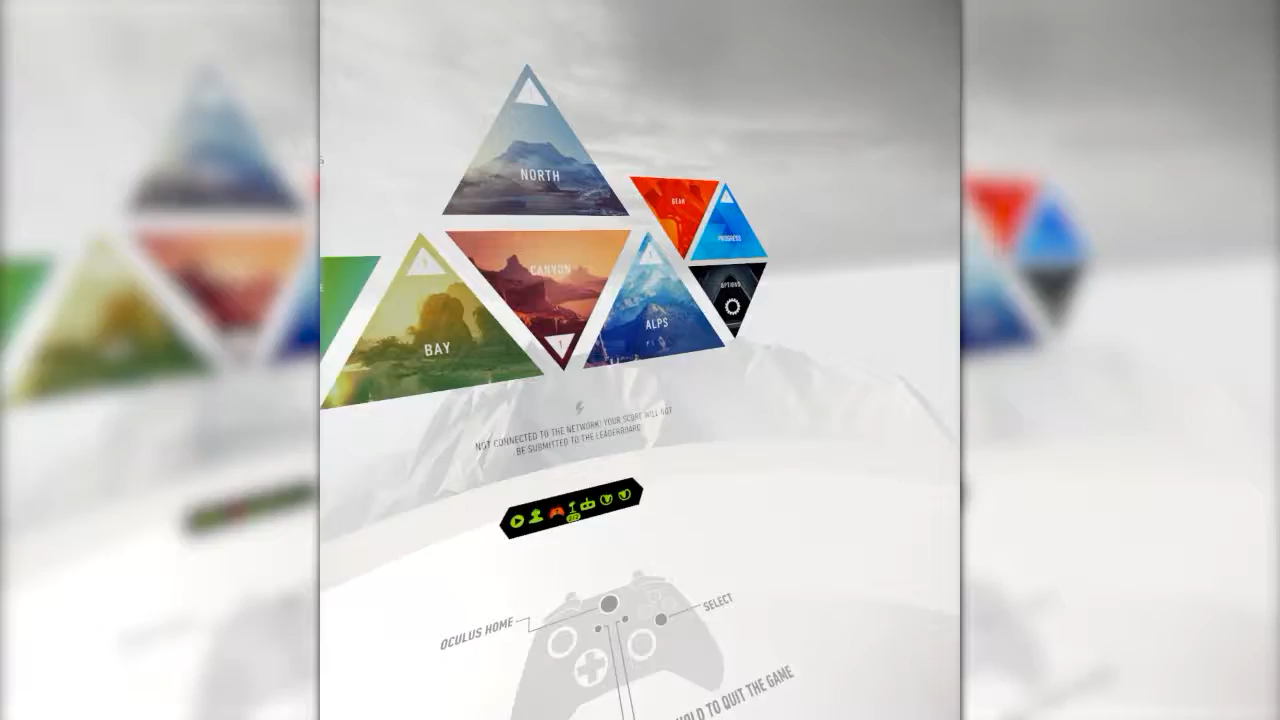 NORTH
GEAR
PROGRESS
CANYON
OPTIONS
ALPS
BAY
NOT CONNECTED TO THE NETWORK! YOUR SCORE WILL NOT
BE SUBMITTED TO THE LEADERBOARD
OCULUS HOME
SELECT
HOLD TO QUIT THE GAME